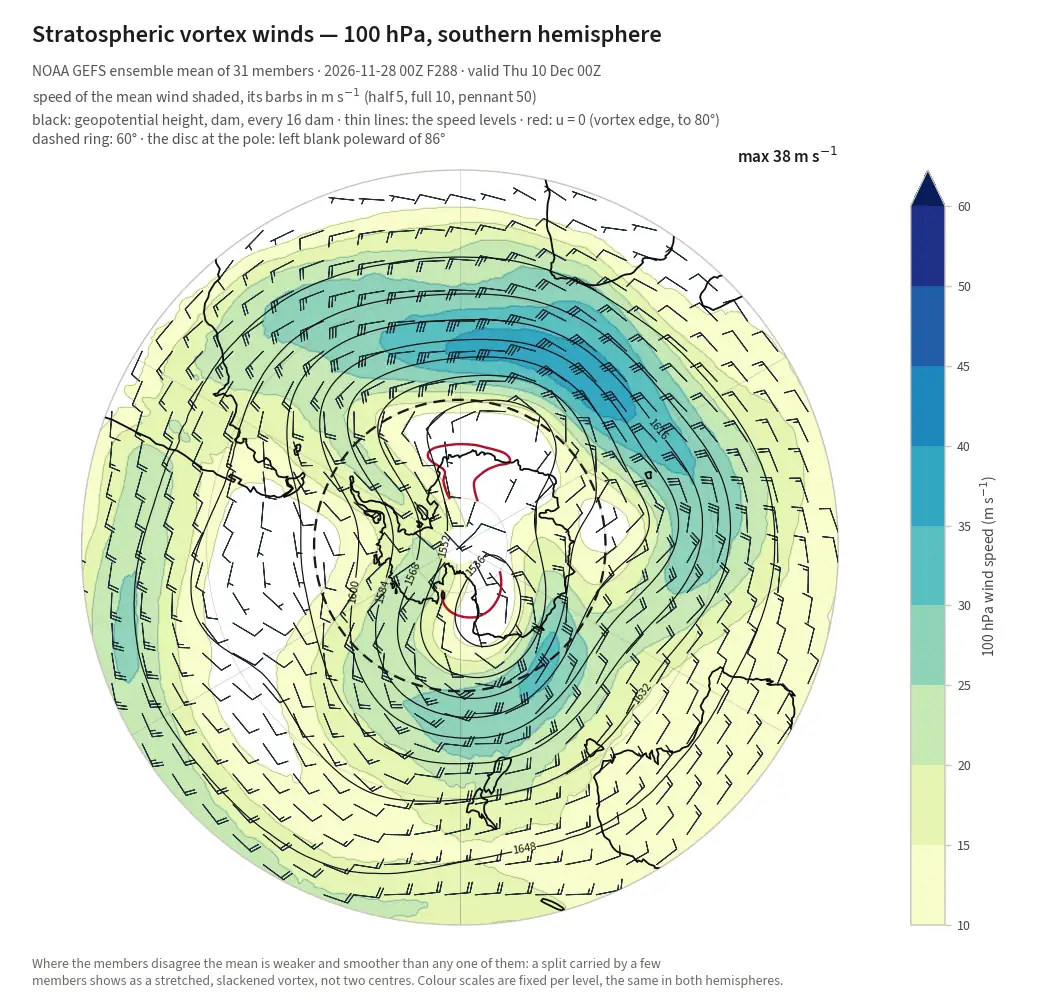 Stratospheric vortex winds — 100 hPa, southern hemisphere
NOAA GEFS ensemble mean of 31 members · 2026-11-28 00Z F288 · valid Thu 10 Dec 00Z
speed of the mean wind shaded, its barbs in m s⁻¹ (half 5, full 10, pennant 50)
black: geopotential height, dam, every 16 dam · thin lines: the speed levels · red: u = 0 (vortex edge, to 80°)
dashed ring: 60° · the disc at the pole: left blank poleward of 86°
max 38 m s⁻¹
60
50
45
40
35
30
25
20
15
10
100 hPa wind speed (m s⁻¹)
1616
1552
1536
1568
1584
1600
1632
1648
Where the members disagree the mean is weaker and smoother than any one of them: a split carried by a few
members shows as a stretched, slackened vortex, not two centres. Colour scales are fixed per level, the same in both hemispheres.